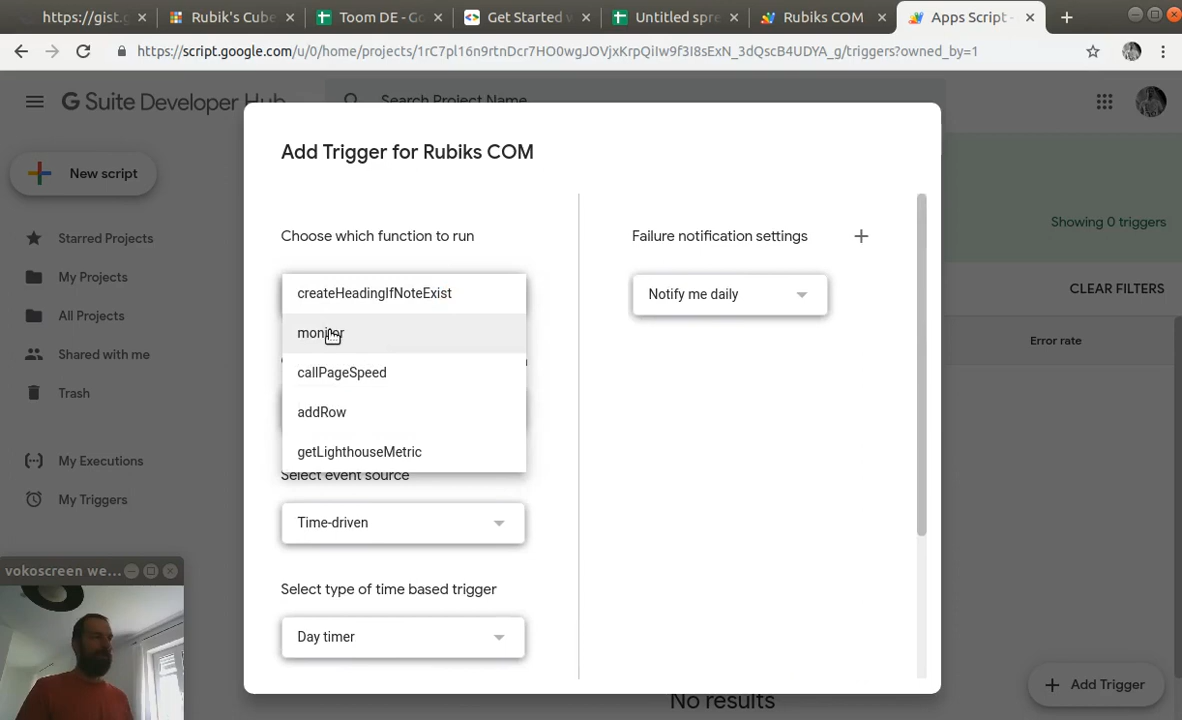 https://gist.g
Rubik's Cube
Toom DE - Go
Get Started w
Untitled spre
Rubiks COM
Apps Script -
https://script.google.com/u/0/home/projects/1rC7pl16n9rtnDcr7HO0wgJOVjxKrpQiIw9f3I8sExN_3dQscB4UDYA_g/triggers?owned_by=1
G Suite Developer Hub
Search Project Name
New script
Starred Projects
My Projects
All Projects
Shared with me
Trash
My Executions
My Triggers
Add Trigger for Rubiks COM
Choose which function to run
createHeadingIfNoteExist
monitor
callPageSpeed
addRow
getLighthouseMetric
Select event source
Time-driven
Select type of time based trigger
Day timer
Failure notification settings
Notify me daily
Showing 0 triggers
CLEAR FILTERS
Error rate
No results
Add Trigger
vokoscreen we...